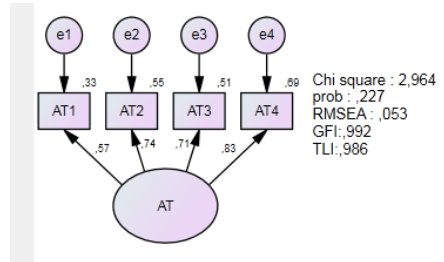 e1 e2 e3 e4
,33 ,55 ,51 ,69
AT1 AT2 AT3 AT4
,57 ,74 ,71 ,83
AT
Chi square : 2,964
prob : ,227
RMSEA : ,053
GFI:,992
TLI:,986